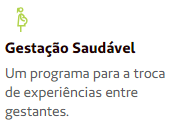 Gestação Saudável
Um programa para a troca
de experiências entre
gestantes.